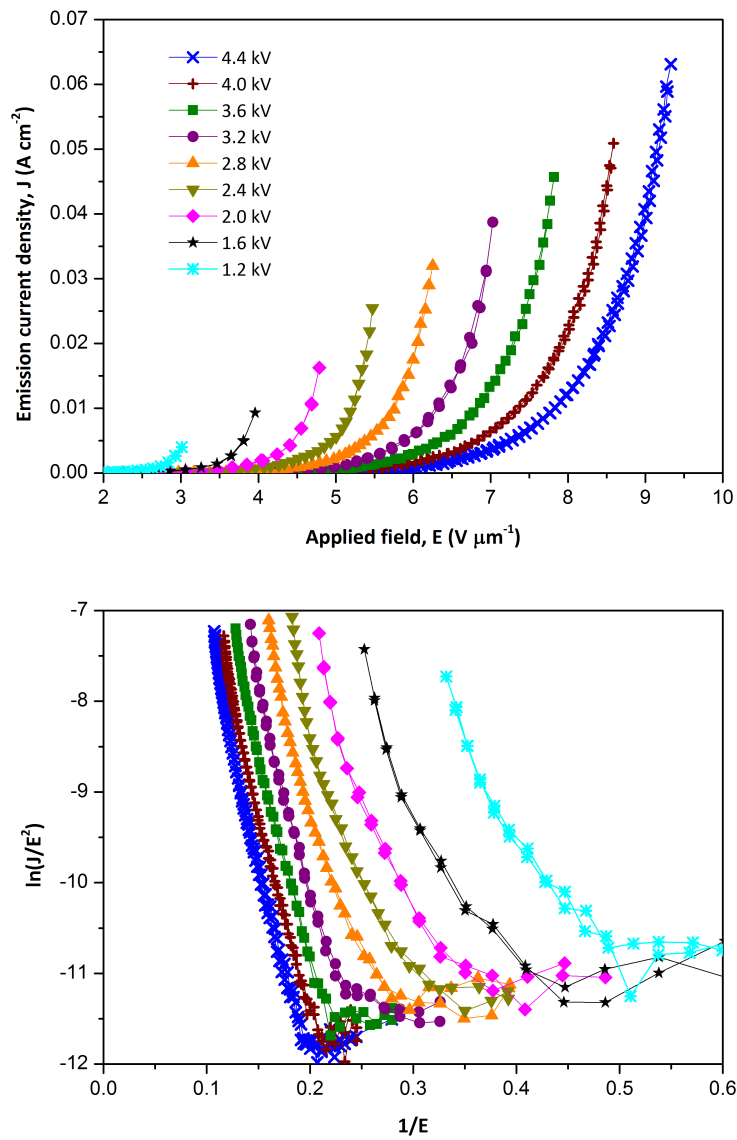 0.07
0.06
0.05
0.04
0.03
0.02
0.01
0.00
Emission current density, J (A cm⁻²)
4.4 kV
4.0 kV
3.6 kV
3.2 kV
2.8 kV
2.4 kV
2.0 kV
1.6 kV
1.2 kV
2 3 4 5 6 7 8 9 10
Applied field, E (V μm⁻¹)
-7
-8
-9
-10
-11
-12
ln(J/E²)
0.0 0.1 0.2 0.3 0.4 0.5 0.6
1/E